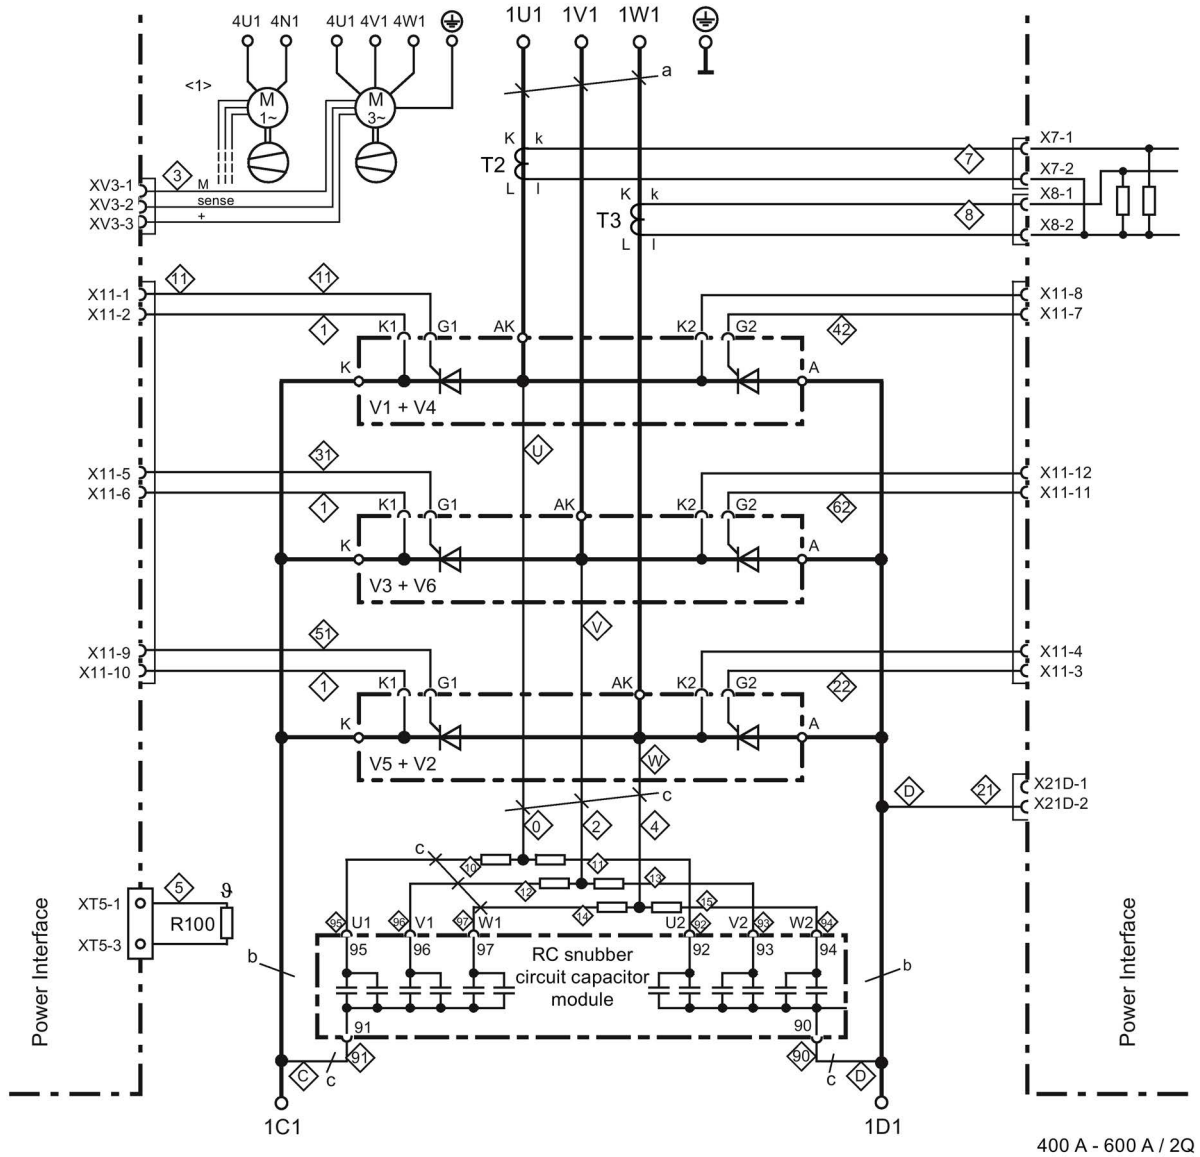 4U1 4N1 4U1 4V1 4W1 1U1 1V1 1W1
<1>
M 1~
M 3~
a
K k
T2
L l
K k
T3
L l
7
8
X7-1
X7-2
X8-1
X8-2
XV3-1
XV3-2
XV3-3
3
M
sense
+
11 11
X11-1
X11-2
1
K1 G1 AK K2 G2
42
X11-8
X11-7
K A
V1 + V4
U
31
X11-5
X11-6
1
K1 G1 AK K2 G2
62
X11-12
X11-11
K A
V3 + V6
V
51
X11-9
X11-10
1
K1 G1 AK K2 G2
22
X11-4
X11-3
K A
V5 + V2
W
D 21
X21D-1
X21D-2
c
0 2 4
c
10 11
12 13
14 15
XT5-1
XT5-3
5
ϑ
R100
95 U1 96 V1 97 W1 U2 92 V2 93 W2 94
95 96 97 92 93 94
RC snubber
circuit capacitor
module
b
b
91 90
91 90
C c c D
1C1 1D1
Power Interface
Power Interface
400 A - 600 A / 2Q